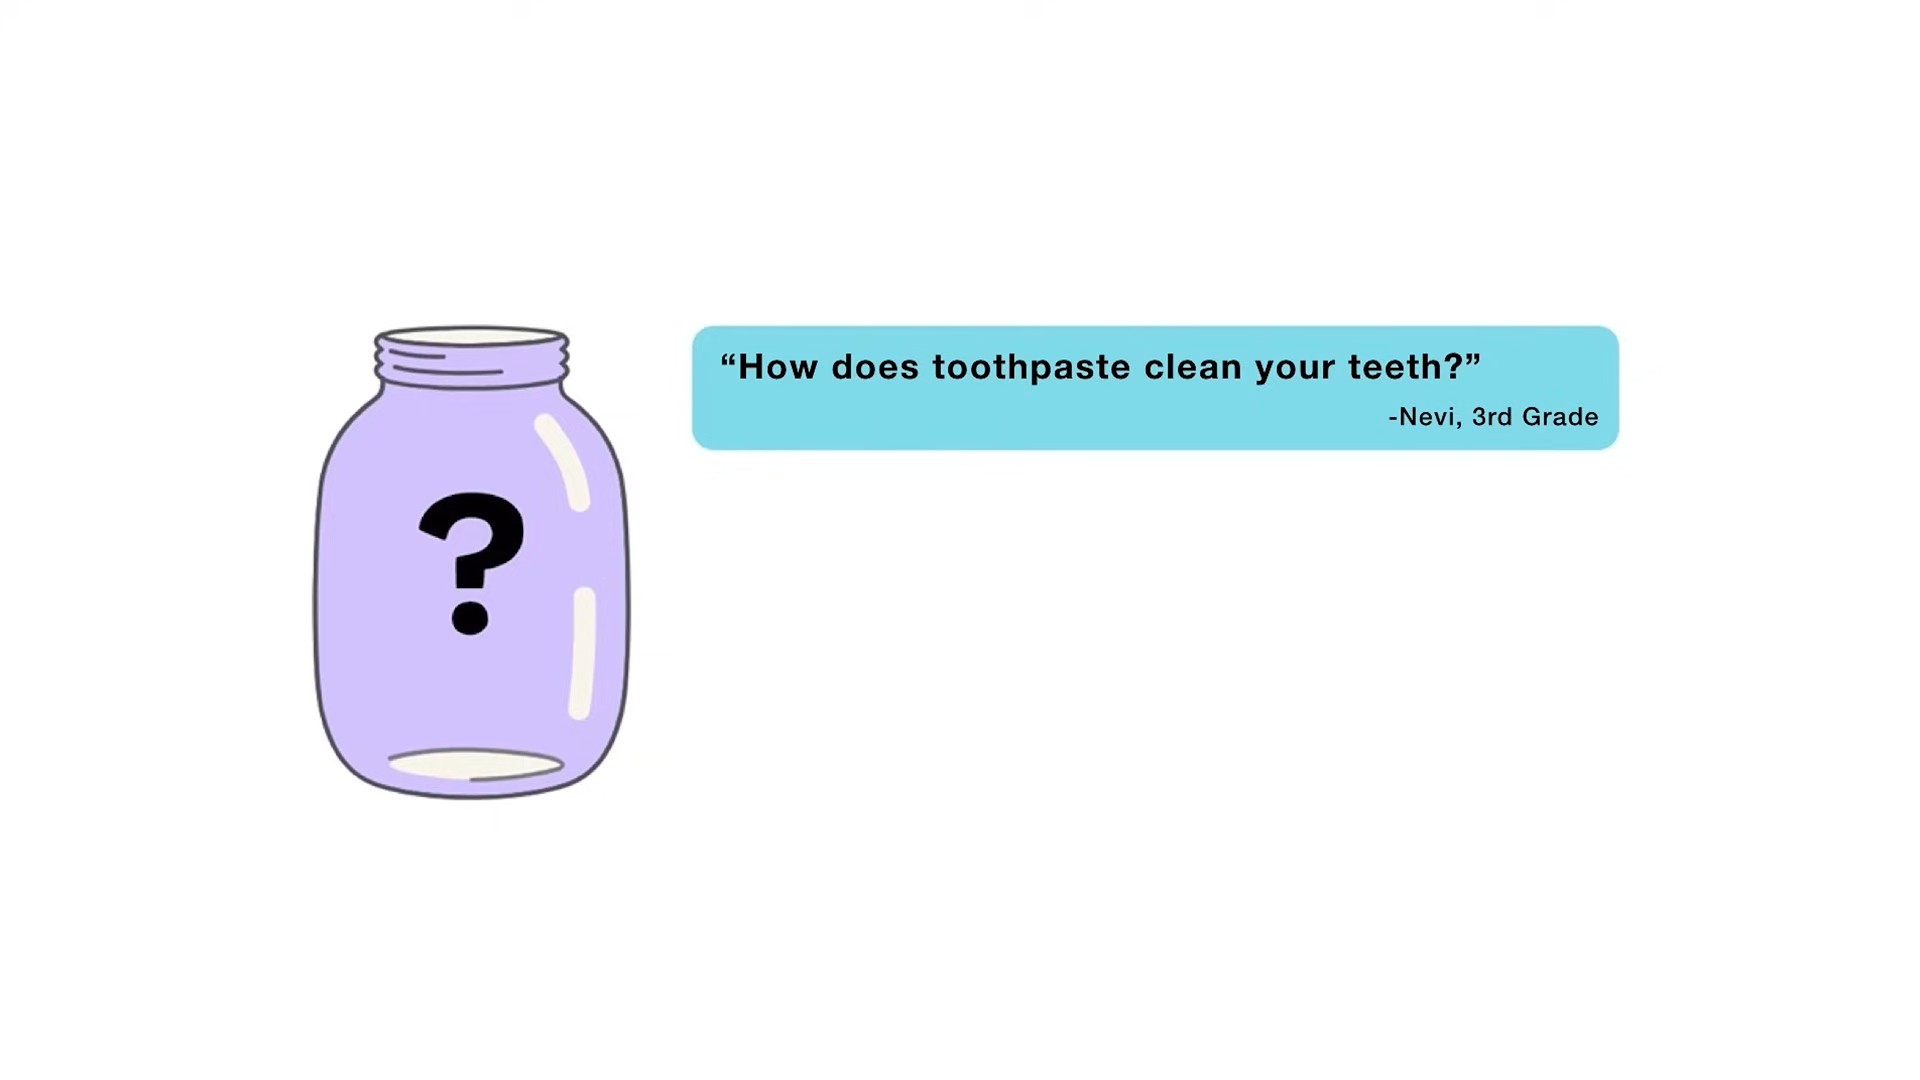 ?
“How does toothpaste clean your teeth?”
-Nevi, 3rd Grade